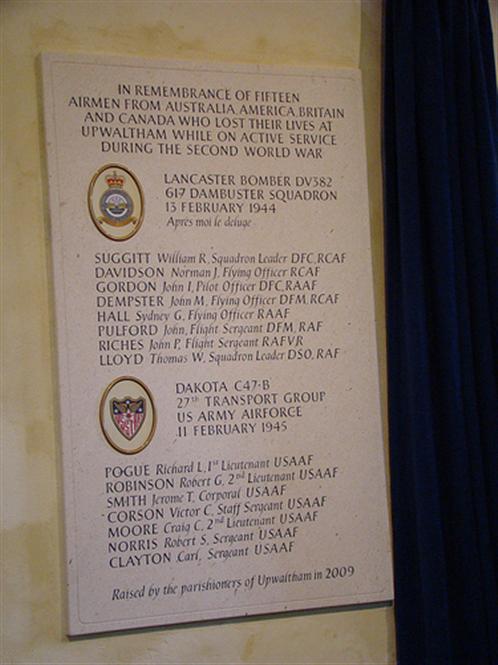 IN REMEMBRANCE OF FIFTEEN
AIRMEN FROM AUSTRALIA, AMERICA, BRITAIN
AND CANADA WHO LOST THEIR LIVES AT
UPWALTHAM WHILE ON ACTIVE SERVICE
DURING THE SECOND WORLD WAR
LANCASTER BOMBER DV382
617 DAMBUSTER SQUADRON
13 FEBRUARY 1944
Après moi le deluge
SUGGITT William R, Squadron Leader DFC, RCAF
DAVIDSON Norman J, Flying Officer RCAF
GORDON John I, Pilot Officer DFC, RAAF
DEMPSTER John M, Flying Officer DFM, RCAF
HALL Sydney G, Flying Officer RAAF
PULFORD John, Flight Sergeant DFM, RAF
RICHES John P, Flight Sergeant RAFVR
LLOYD Thomas W, Squadron Leader DSO, RAF
DAKOTA C47-B
27th TRANSPORT GROUP
US ARMY AIRFORCE
11 FEBRUARY 1945
POGUE Richard L, 1st Lieutenant USAAF
ROBINSON Robert G, 2nd Lieutenant USAAF
SMITH Jerome T, Corporal USAAF
CORSON Victor C, Staff Sergeant USAAF
MOORE Craig C, 2nd Lieutenant USAAF
NORRIS Robert S, Sergeant USAAF
CLAYTON Carl, Sergeant USAAF
Raised by the parishioners of Upwaltham in 2009